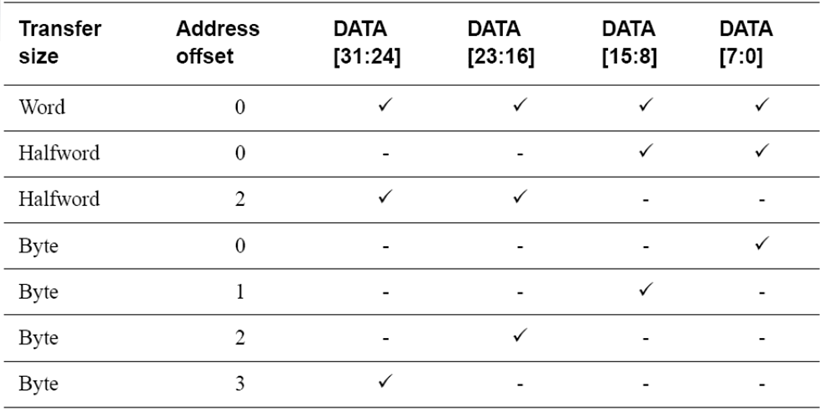 Transfer size Address offset DATA [31:24] DATA [23:16] DATA [15:8] DATA [7:0]
Word 0 ✓ ✓ ✓ ✓
Halfword 0 - - ✓ ✓
Halfword 2 ✓ ✓ - -
Byte 0 - - - ✓
Byte 1 - - ✓ -
Byte 2 - ✓ - -
Byte 3 ✓ - - -